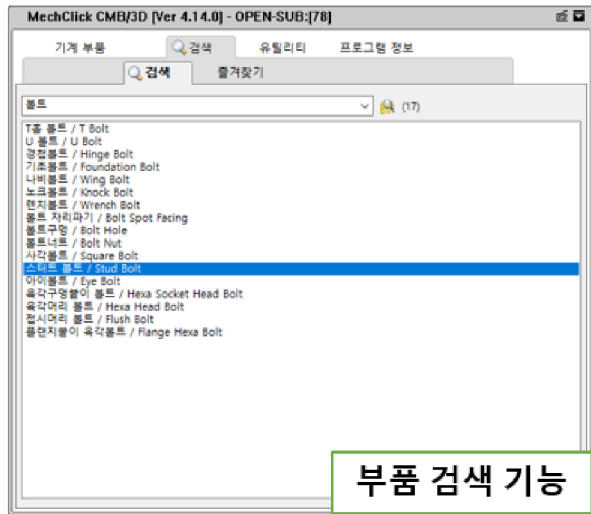 MechClick CMB/3D [Ver 4.14.0] - OPEN-SUB:[78]
기계 부품 검색 유틸리티 프로그램 정보
검색 즐겨찾기
볼트 (17)
T홈 볼트 / T Bolt
U 볼트 / U Bolt
경첩볼트 / Hinge Bolt
기초볼트 / Foundation Bolt
나비볼트 / Wing Bolt
노크볼트 / Knock Bolt
렌치볼트 / Wrench Bolt
볼트 자리파기 / Bolt Spot Facing
볼트구멍 / Bolt Hole
볼트너트 / Bolt Nut
사각볼트 / Square Bolt
스터드 볼트 / Stud Bolt
아이볼트 / Eye Bolt
육각구멍붙이 볼트 / Hexa Socket Head Bolt
육각머리 볼트 / Hexa Head Bolt
접시머리 볼트 / Flush Bolt
플랜지붙이 육각볼트 / Flange Hexa Bolt
부품 검색 기능